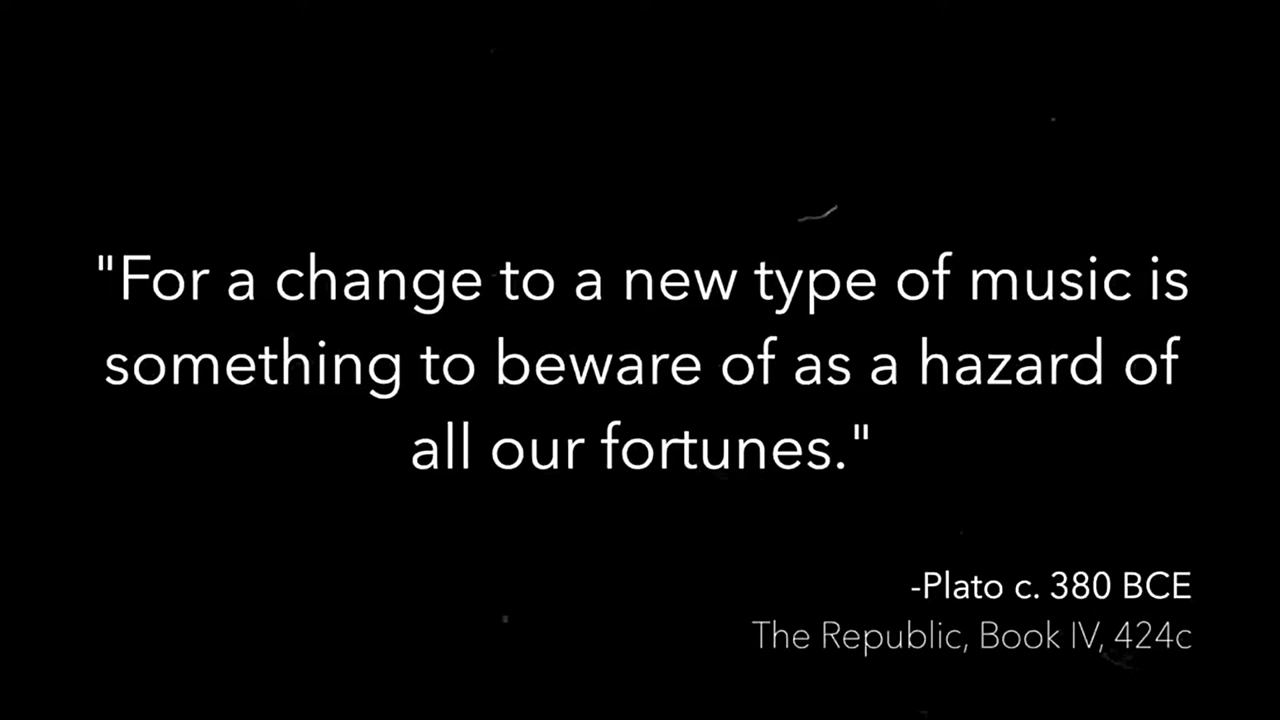 "For a change to a new type of music is
something to beware of as a hazard of
all our fortunes."
-Plato c. 380 BCE
The Republic, Book IV, 424c